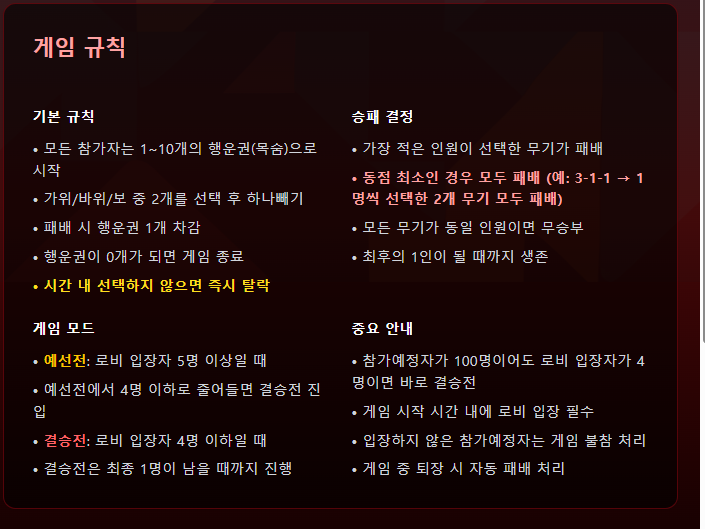 게임 규칙
기본 규칙
• 모든 참가자는 1~10개의 행운권(목숨)으로
시작
• 가위/바위/보 중 2개를 선택 후 하나빼기
• 패배 시 행운권 1개 차감
• 행운권이 0개가 되면 게임 종료
• 시간 내 선택하지 않으면 즉시 탈락
승패 결정
• 가장 적은 인원이 선택한 무기가 패배
• 동점 최소인 경우 모두 패배 (예: 3-1-1 → 1
명씩 선택한 2개 무기 모두 패배)
• 모든 무기가 동일 인원이면 무승부
• 최후의 1인이 될 때까지 생존
게임 모드
• 예선전: 로비 입장자 5명 이상일 때
• 예선전에서 4명 이하로 줄어들면 결승전 진
입
• 결승전: 로비 입장자 4명 이하일 때
• 결승전은 최종 1명이 남을 때까지 진행
중요 안내
• 참가예정자가 100명이어도 로비 입장자가 4
명이면 바로 결승전
• 게임 시작 시간 내에 로비 입장 필수
• 입장하지 않은 참가예정자는 게임 불참 처리
• 게임 중 퇴장 시 자동 패배 처리